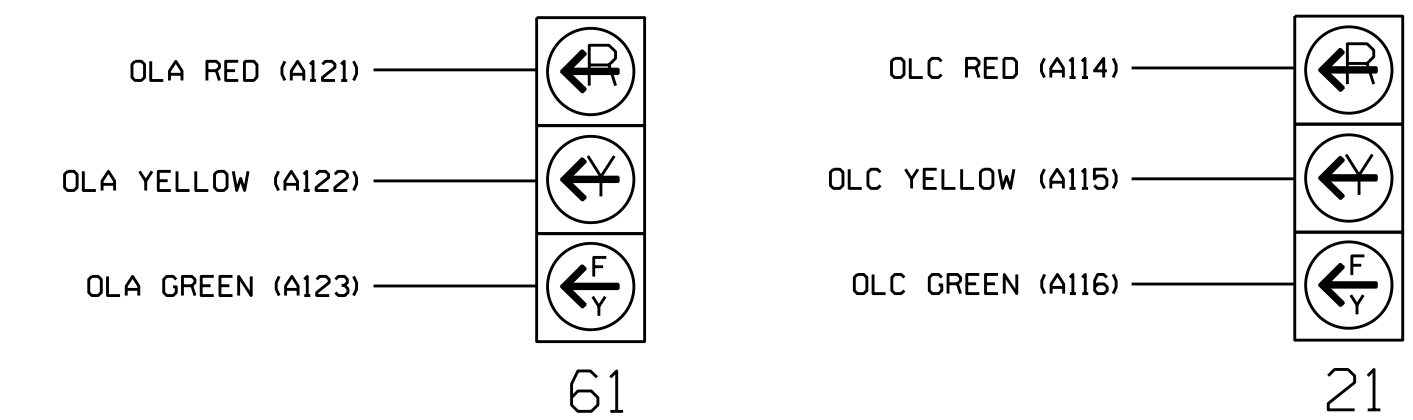 OLA RED (A121)
R
OLA YELLOW (A122)
Y
OLA GREEN (A123)
F
Y
61
OLC RED (A114)
R
OLC YELLOW (A115)
Y
OLC GREEN (A116)
F
Y
21